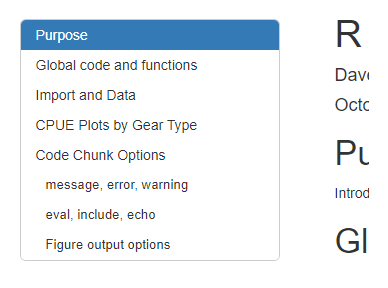 Purpose
Global code and functions
Import and Data
CPUE Plots by Gear Type
Code Chunk Options
message, error, warning
eval, include, echo
Figure output options
R
Dave
Octo
Pu
Introd
Gl